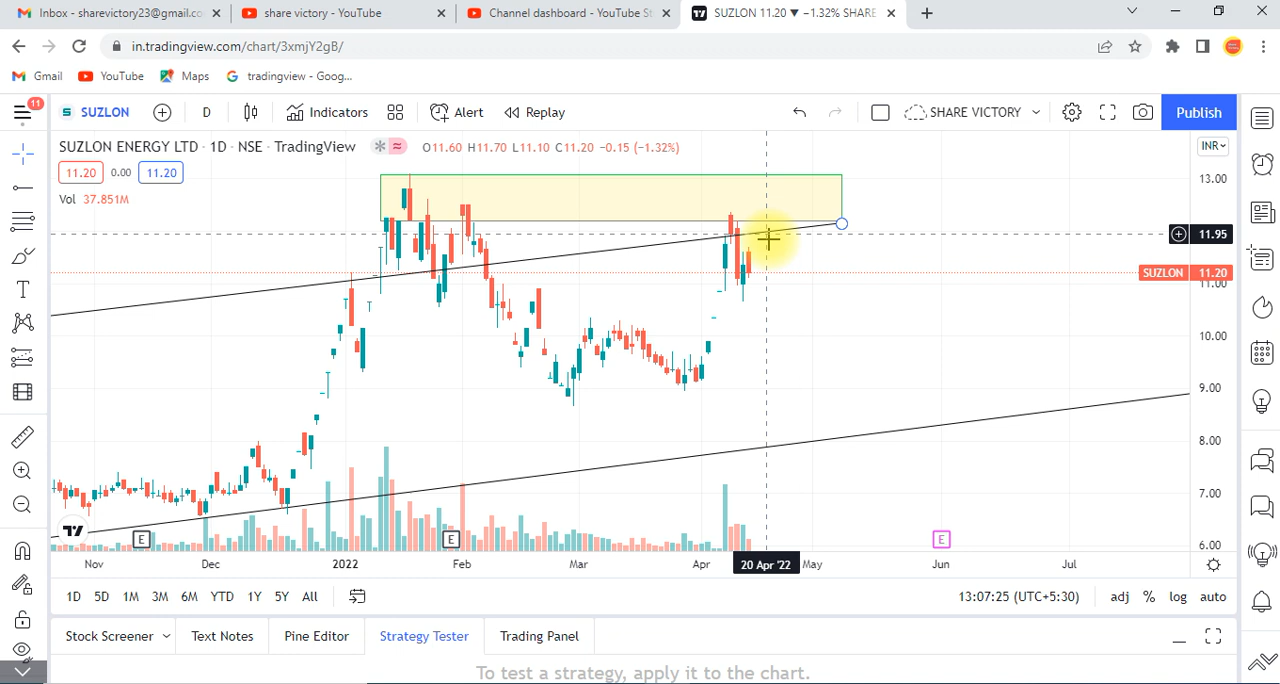 Inbox - sharevictory23@gmail.co
share victory - YouTube
Channel dashboard - YouTube St
SUZLON 11.20 ▼ −1.32% SHARE
in.tradingview.com/chart/3xmjY2gB/
Gmail
YouTube
Maps
tradingview - Goog...
11
SUZLON
D
Indicators
Alert
Replay
SHARE VICTORY
Publish
SUZLON ENERGY LTD · 1D · NSE · TradingView
O11.60 H11.70 L11.10 C11.20 −0.15 (−1.32%)
INR
11.20
0.00
11.20
Vol 37.851M
13.00
11.95
SUZLON 11.20
11.00
10.00
9.00
8.00
7.00
6.00
E
E
E
Nov
Dec
2022
Feb
Mar
Apr
20 Apr '22
May
Jun
Jul
1D
5D
1M
3M
6M
YTD
1Y
5Y
All
13:07:25 (UTC+5:30)
adj
%
log
auto
Stock Screener
Text Notes
Pine Editor
Strategy Tester
Trading Panel
To test a strategy, apply it to the chart.